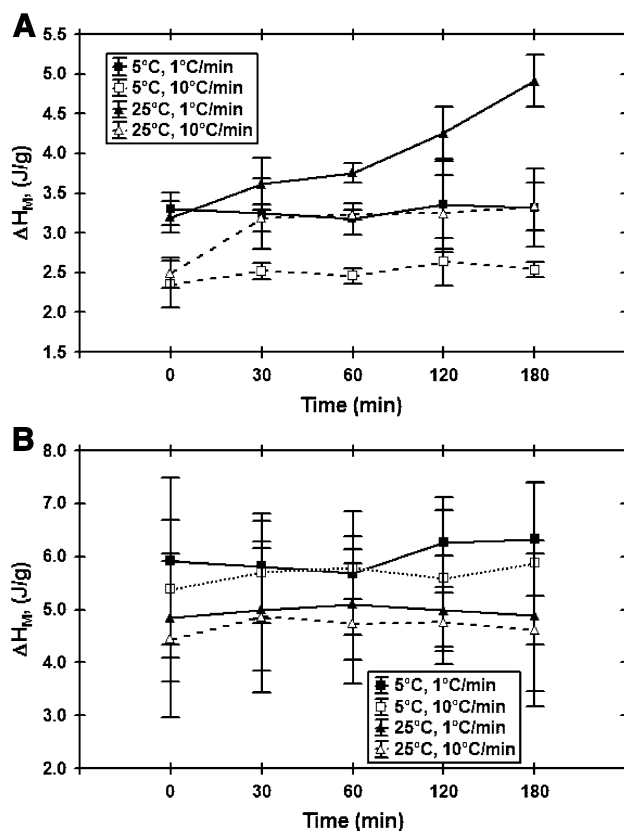 A
5.5
5.0
4.5
4.0
3.5
3.0
2.5
2.0
1.5
ΔH_M, (J/g)
5°C, 1°C/min
5°C, 10°C/min
25°C, 1°C/min
25°C, 10°C/min
0 30 60 120 180
Time (min)
B
8.0
7.0
6.0
5.0
4.0
3.0
2.0
ΔH_M, (J/g)
5°C, 1°C/min
5°C, 10°C/min
25°C, 1°C/min
25°C, 10°C/min
0 30 60 120 180
Time (min)